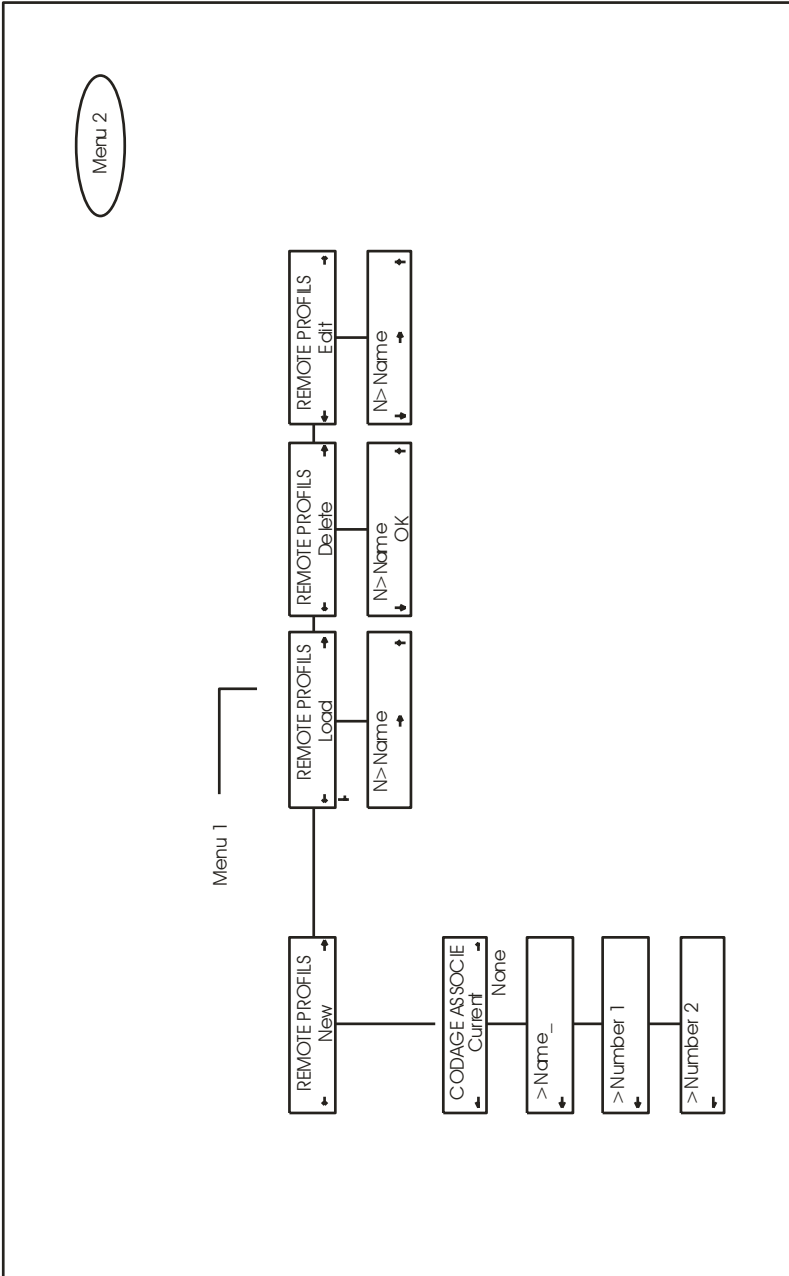 Menu 2
Menu 1
REMOTE PROFILS
New
REMOTE PROFILS
Load
REMOTE PROFILS
Delete
REMOTE PROFILS
Edit
N>Name
N>Name
OK
N>Name
CODAGE ASSOCIE
Current
None
>Name_
>Number 1
>Number 2